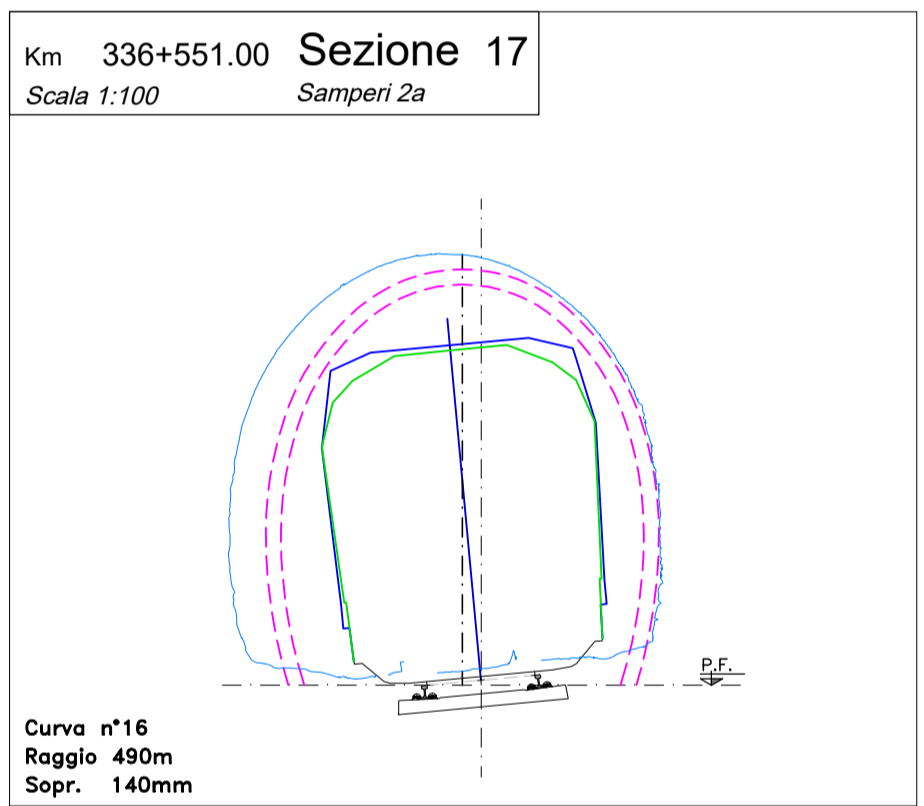 Km 336+551.00 Sezione 17
Scala 1:100 Samperi 2a
P.F.
Curva n°16
Raggio 490m
Sopr. 140mm